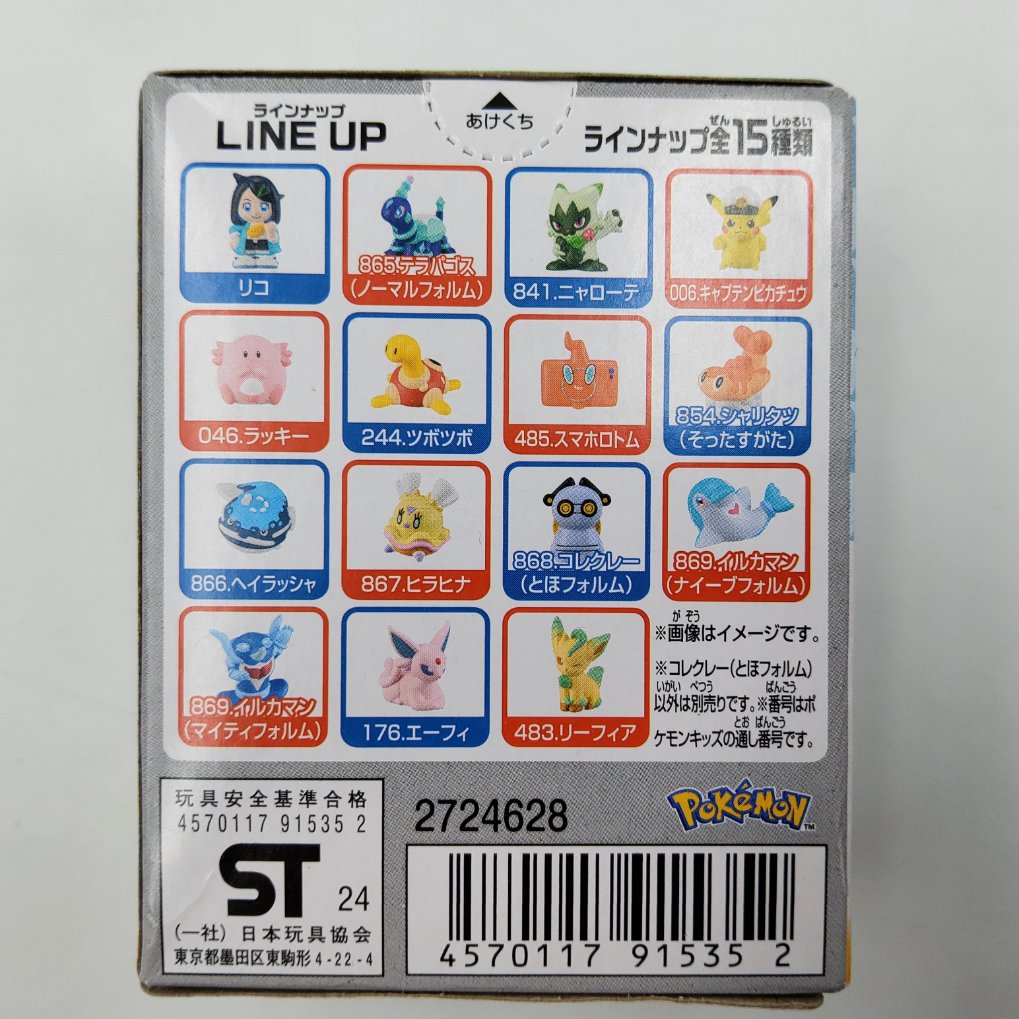 あけくち
ラインナップ
LINE UP
ぜん しゅるい
ラインナップ全15種類
リコ
865.テラパゴス
(ノーマルフォルム)
841.ニャローテ
006.キャプテンピカチュウ
046.ラッキー
244.ツボツボ
485.スマホロトム
854.シャリタツ
(そったすがた)
866.ヘイラッシャ
867.ヒラヒナ
868.コレクレー
(とほフォルム)
869.イルカマン
(ナイーブフォルム)
869.イルカマン
(マイティフォルム)
176.エーフィ
483.リーフィア
がぞう
※画像はイメージです。
※コレクレー(とほフォルム)
いがい べつう ばんごう
以外は別売りです。※番号はポ
とお ばんごう
ケモンキッズの通し番号です。
玩具安全基準合格
4570117 91535 2
ST 24
(一社) 日本玩具協会
東京都墨田区東駒形4-22-4
2724628
POKéMON
TM
4570117 91535 2